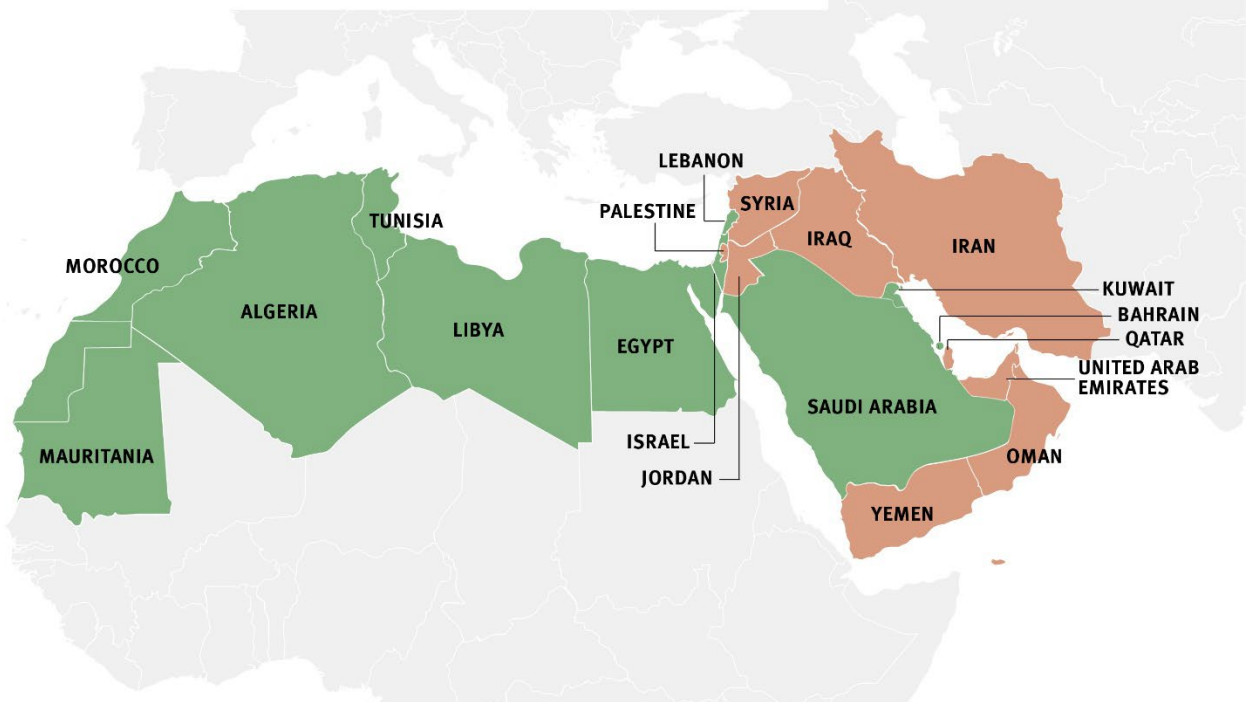 LEBANON
PALESTINE
SYRIA
TUNISIA
IRAQ
IRAN
MOROCCO
KUWAIT
ALGERIA
BAHRAIN
LIBYA
QATAR
EGYPT
UNITED ARAB
EMIRATES
SAUDI ARABIA
ISRAEL
MAURITANIA
OMAN
JORDAN
YEMEN